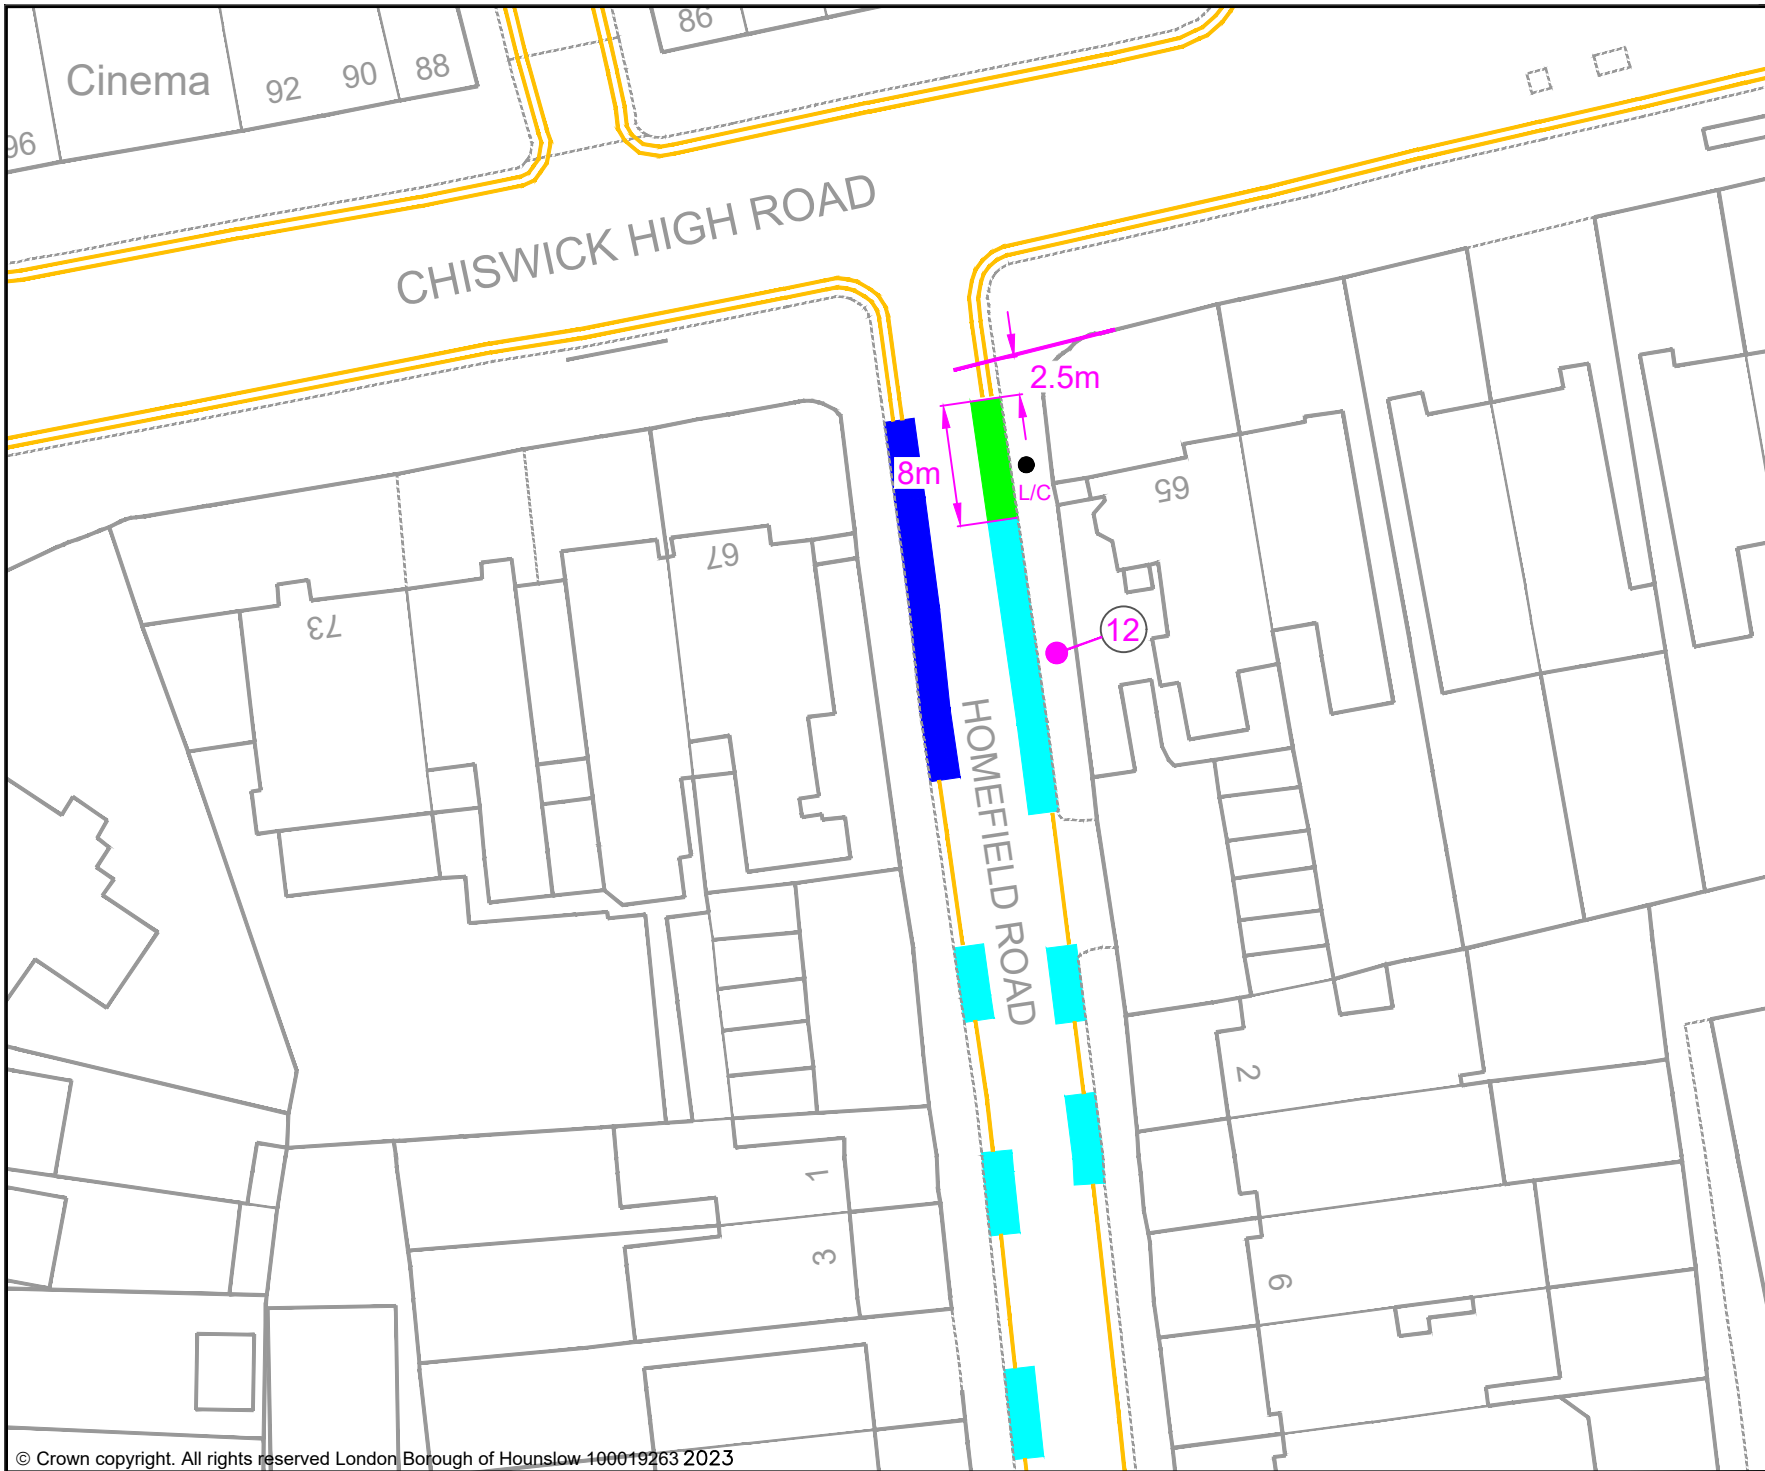 86
Cinema
92
90
88
96
CHISWICK HIGH ROAD
2.5m
8m
L/C
65
67
73
12
HOMEFIELD ROAD
2
1
3
6
© Crown copyright. All rights reserved London Borough of Hounslow 100019263 2023